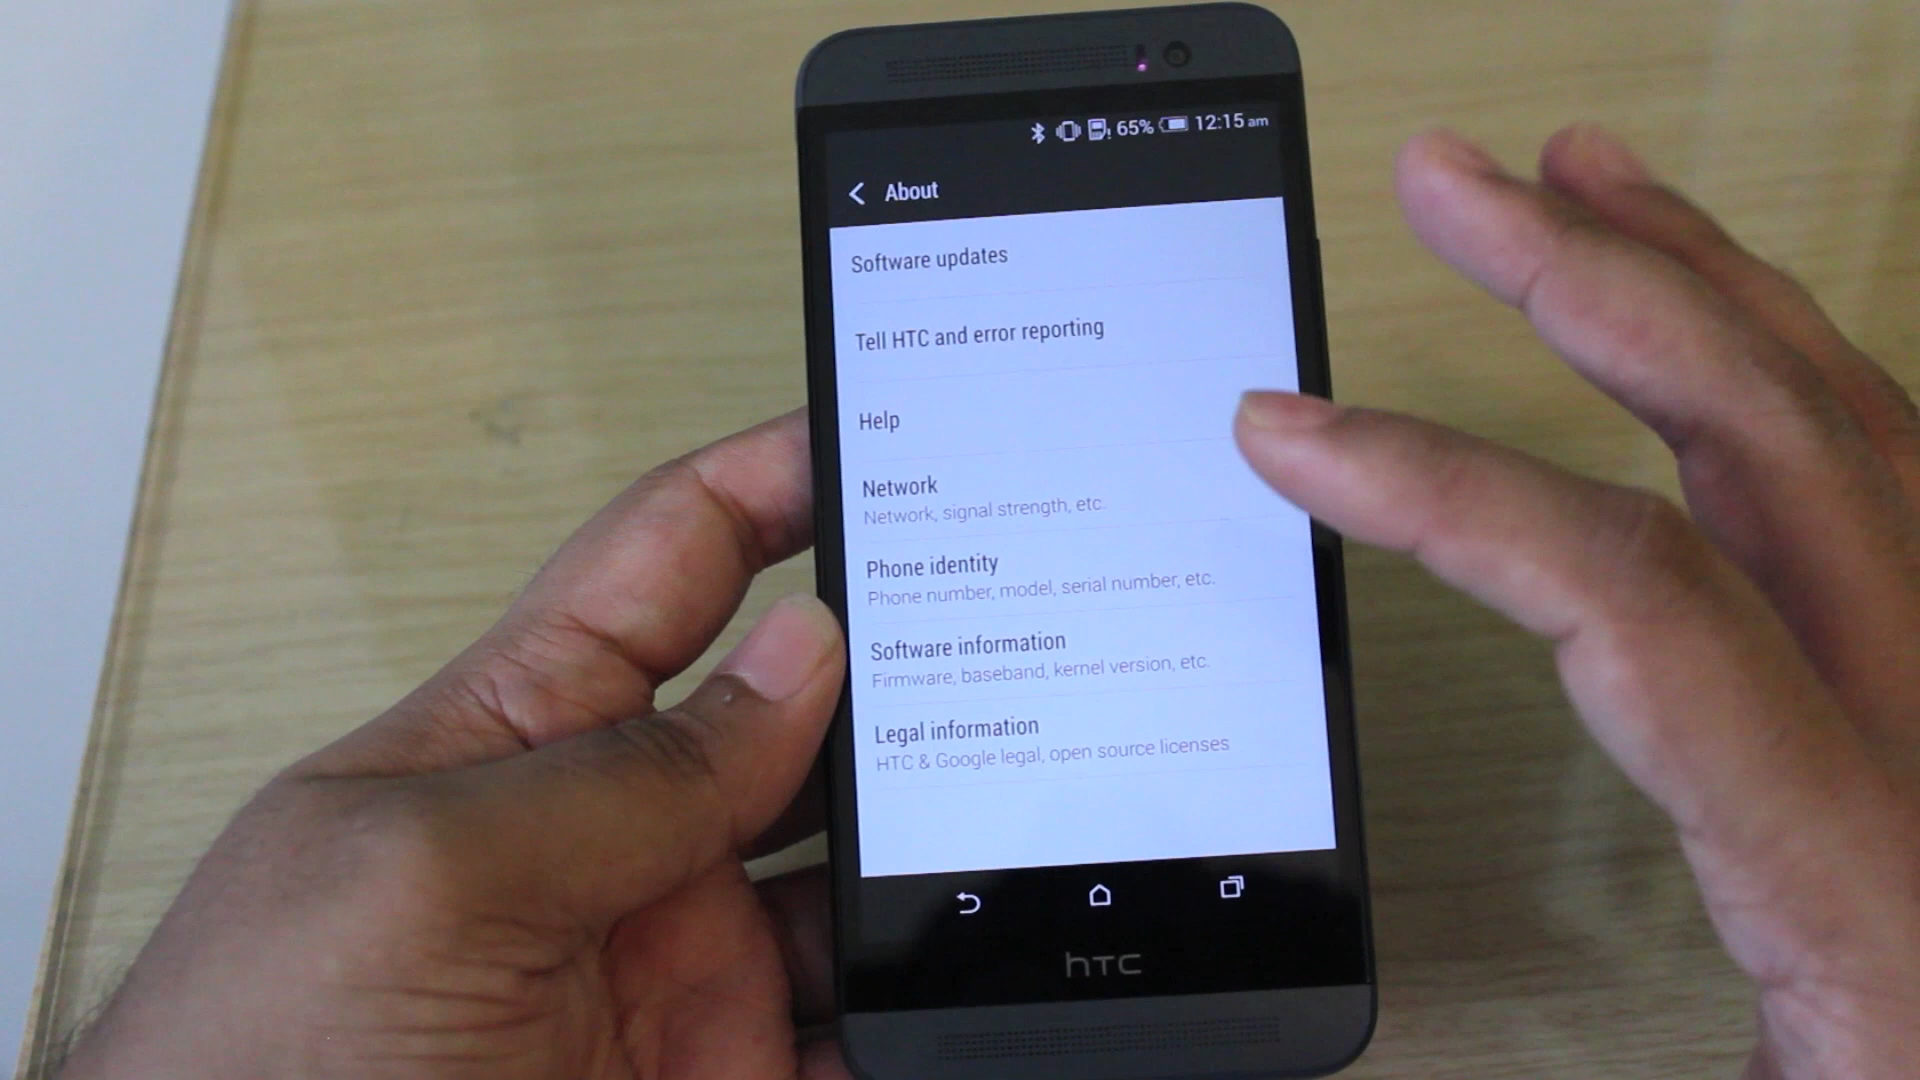 65% 12:15 am
About
Software updates
Tell HTC and error reporting
Help
Network
Network, signal strength, etc.
Phone identity
Phone number, model, serial number, etc.
Software information
Firmware, baseband, kernel version, etc.
Legal information
HTC & Google legal, open source licenses
hTC